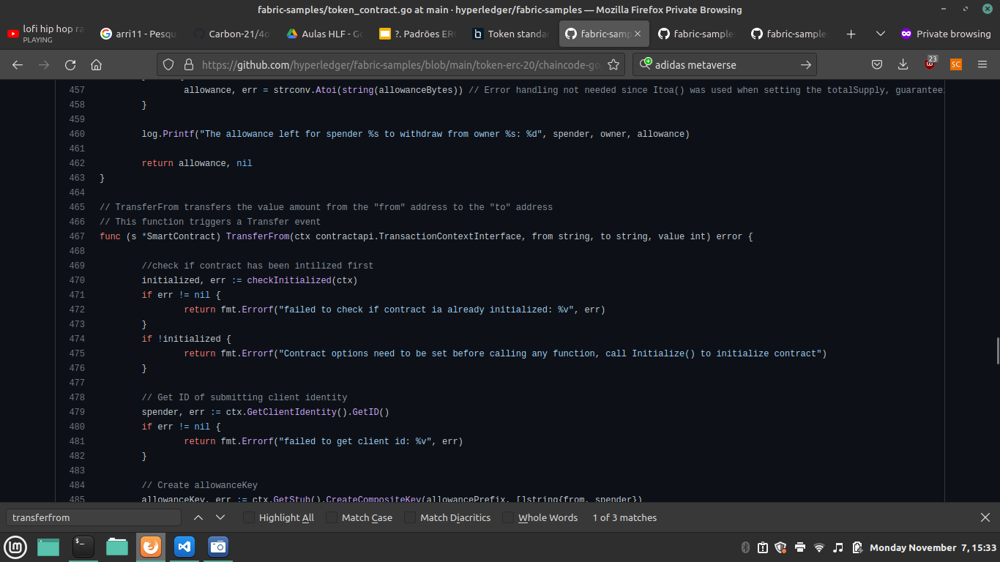 fabric-samples/token_contract.go at main · hyperledger/fabric-samples — Mozilla Firefox Private Browsing
lofi hip hop ra
PLAYING
arri11 - Pesqu
Carbon-21/4o
Aulas HLF - Go
?. Padrões ERC
Token standa
fabric-samp
fabric-sample
fabric-sample
Private browsing
https://github.com/hyperledger/fabric-samples/blob/main/token-erc-20/chaincode-go
adidas metaverse
23
SC
457 allowance, err = strconv.Atoi(string(allowanceBytes)) // Error handling not needed since Itoa() was used when setting the totalSupply, guarantee
458 }
459
460 log.Printf("The allowance left for spender %s to withdraw from owner %s: %d", spender, owner, allowance)
461
462 return allowance, nil
463 }
464
465 // TransferFrom transfers the value amount from the "from" address to the "to" address
466 // This function triggers a Transfer event
467 func (s *SmartContract) TransferFrom(ctx contractapi.TransactionContextInterface, from string, to string, value int) error {
468
469 //check if contract has been intilized first
470 initialized, err := checkInitialized(ctx)
471 if err != nil {
472 return fmt.Errorf("failed to check if contract ia already initialized: %v", err)
473 }
474 if !initialized {
475 return fmt.Errorf("Contract options need to be set before calling any function, call Initialize() to initialize contract")
476 }
477
478 // Get ID of submitting client identity
479 spender, err := ctx.GetClientIdentity().GetID()
480 if err != nil {
481 return fmt.Errorf("failed to get client id: %v", err)
482 }
483
484 // Create allowanceKey
485 allowanceKey, err := ctx.GetStub().CreateCompositeKey(allowancePrefix, []string{from, spender})
transferfrom
Highlight All
Match Case
Match Diacritics
Whole Words
1 of 3 matches
Monday November 7, 15:33